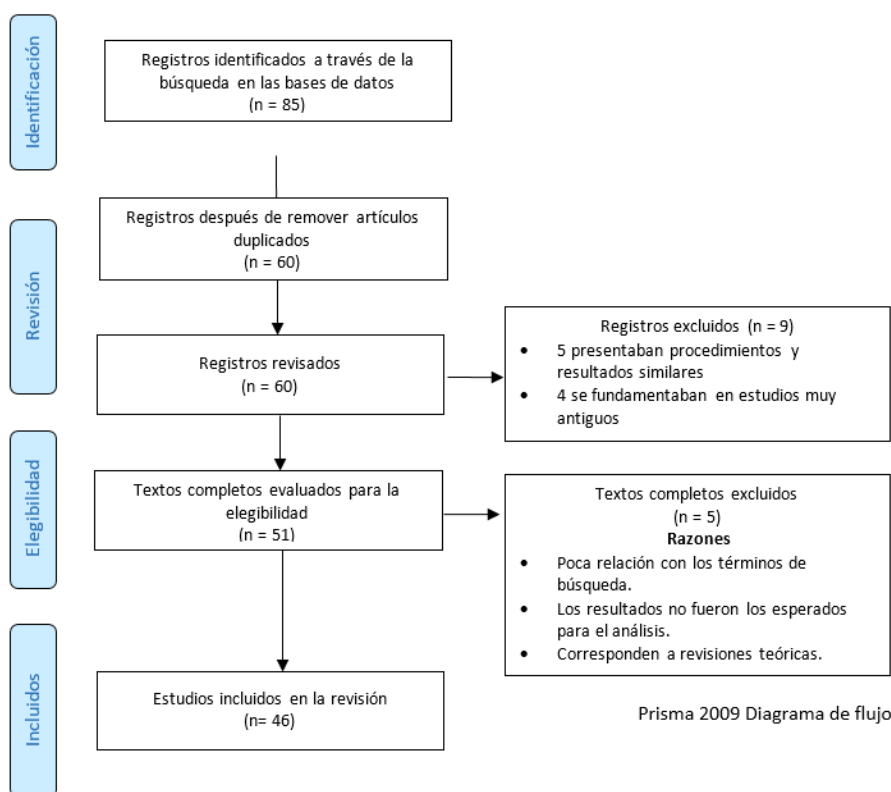 Identificación
Registros identificados a través de la
búsqueda en las bases de datos
(n = 85)
Revisión
Registros después de remover artículos
duplicados
(n = 60)
Registros revisados
(n = 60)
Registros excluidos (n = 9)
• 5 presentaban procedimientos y
resultados similares
• 4 se fundamentaban en estudios muy
antiguos
Elegibilidad
Textos completos evaluados para la
elegibilidad
(n = 51)
Textos completos excluidos
(n = 5)
Razones
• Poca relación con los términos de
búsqueda.
• Los resultados no fueron los esperados
para el análisis.
• Corresponden a revisiones teóricas.
Incluidos
Estudios incluidos en la revisión
(n= 46)
Prisma 2009 Diagrama de flujo